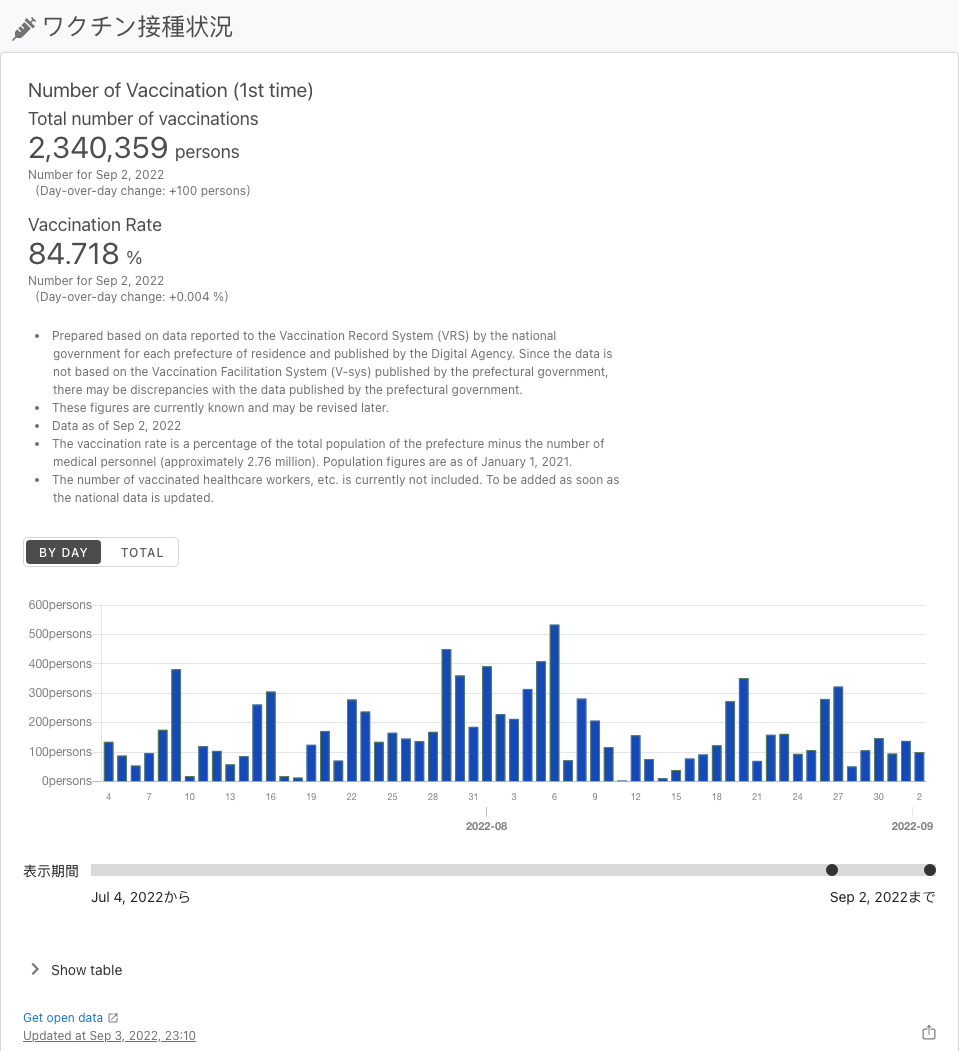 ワクチン接種状況
Number of Vaccination (1st time)
Total number of vaccinations
2,340,359 persons
Number for Sep 2, 2022
(Day-over-day change: +100 persons)
Vaccination Rate
84.718 %
Number for Sep 2, 2022
(Day-over-day change: +0.004 %)
• Prepared based on data reported to the Vaccination Record System (VRS) by the national
government for each prefecture of residence and published by the Digital Agency. Since the data is
not based on the Vaccination Facilitation System (V-sys) published by the prefectural government,
there may be discrepancies with the data published by the prefectural government.
• These figures are currently known and may be revised later.
• Data as of Sep 2, 2022
• The vaccination rate is a percentage of the total population of the prefecture minus the number of
medical personnel (approximately 2.76 million). Population figures are as of January 1, 2021.
• The number of vaccinated healthcare workers, etc. is currently not included. To be added as soon as
the national data is updated.
BY DAY TOTAL
600persons
500persons
400persons
300persons
200persons
100persons
0persons
4 7 10 13 16 19 22 25 28 31 3 6 9 12 15 18 21 24 27 30 2
2022-08 2022-09
表示期間
Jul 4, 2022から Sep 2, 2022まで
Show table
Get open data
Updated at Sep 3, 2022, 23:10